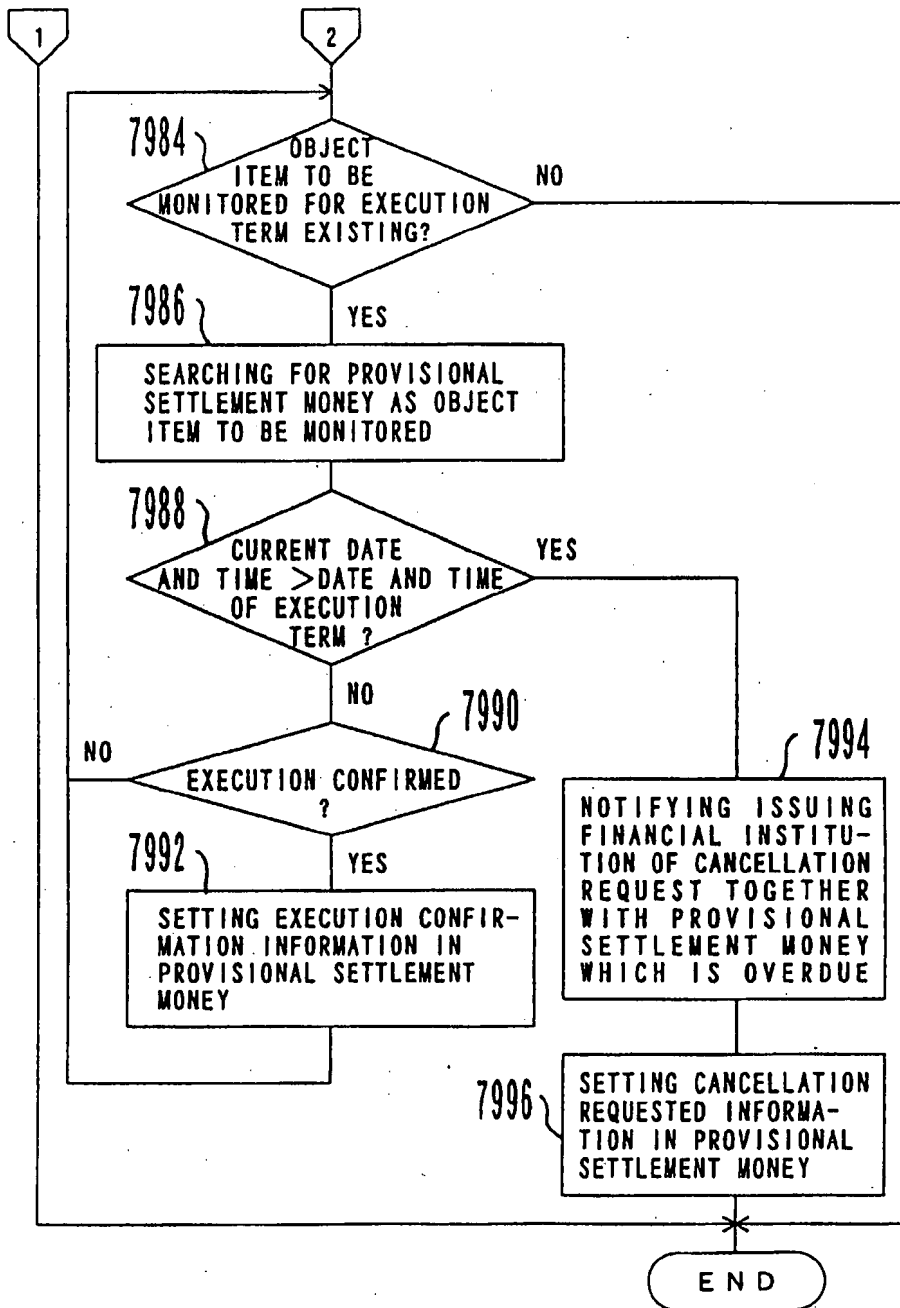 1
2
7984
OBJECT
ITEM TO BE
MONITORED FOR EXECUTION
TERM EXISTING?
NO
YES
7986
SEARCHING FOR PROVISIONAL
SETTLEMENT MONEY AS OBJECT
ITEM TO BE MONITORED
7988
CURRENT DATE
AND TIME >DATE AND TIME
OF EXECUTION
TERM ?
YES
NO
7990
NO
EXECUTION CONFIRMED
?
YES
7992
SETTING EXECUTION CONFIR-
MATION INFORMATION IN
PROVISIONAL SETTLEMENT
MONEY
7994
NOTIFYING ISSUING
FINANCIAL INSTITU-
TION OF CANCELLATION
REQUEST TOGETHER
WITH PROVISIONAL
SETTLEMENT MONEY
WHICH IS OVERDUE
7996
SETTING CANCELLATION
REQUESTED INFORMA-
TION IN PROVISIONAL
SETTLEMENT MONEY
END